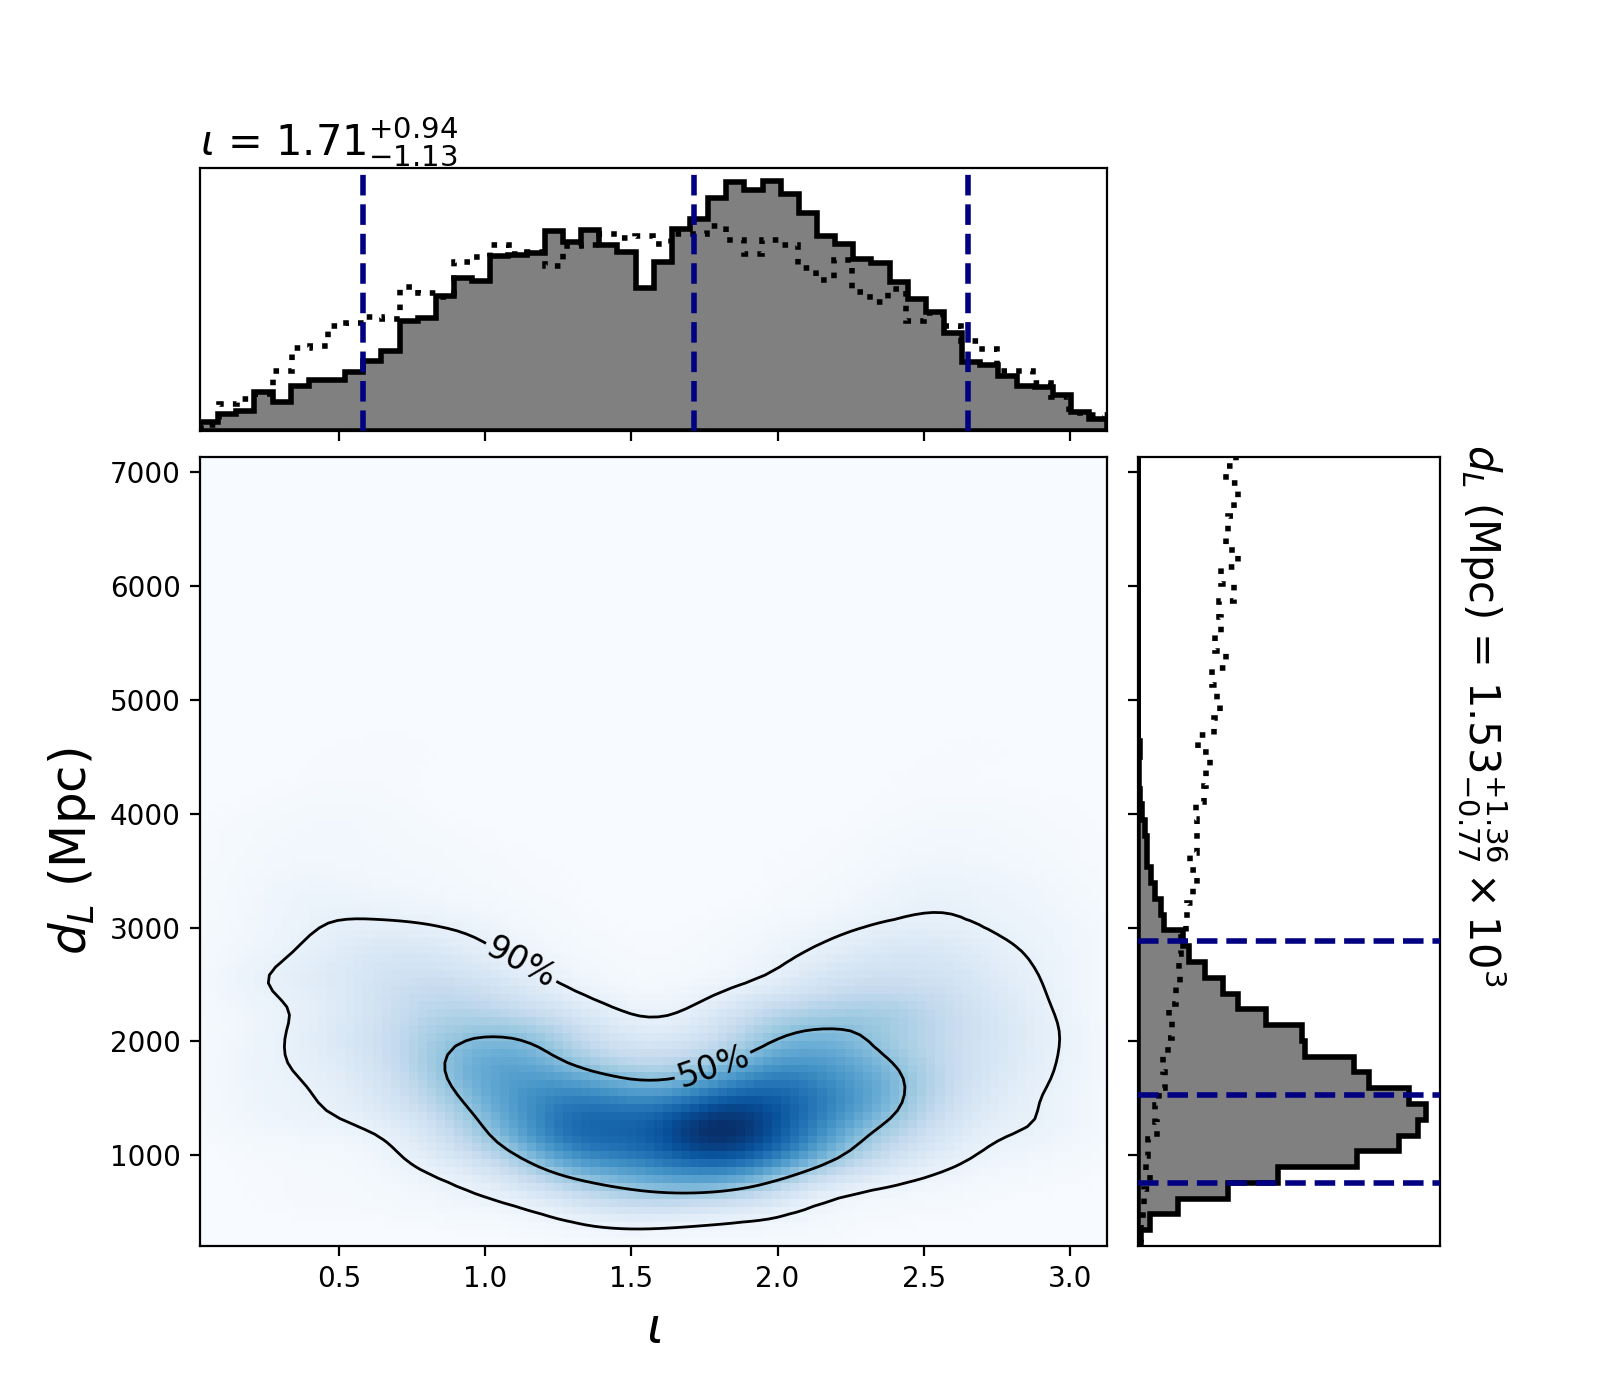 ι = 1.71 +0.94 −1.13
7000
6000
5000
4000
3000
2000
1000
d_L (Mpc)
90%
50%
0.5 1.0 1.5 2.0 2.5 3.0
ι
d_L (Mpc) = 1.53 +1.36 −0.77 × 10³